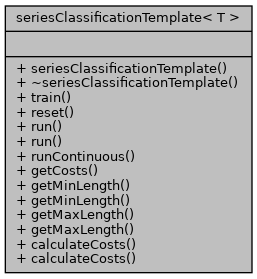 seriesClassificationTemplate< T >
+ seriesClassificationTemplate()
+ ~seriesClassificationTemplate()
+ train()
+ reset()
+ run()
+ run()
+ runContinuous()
+ getCosts()
+ getMinLength()
+ getMinLength()
+ getMaxLength()
+ getMaxLength()
+ calculateCosts()
+ calculateCosts()